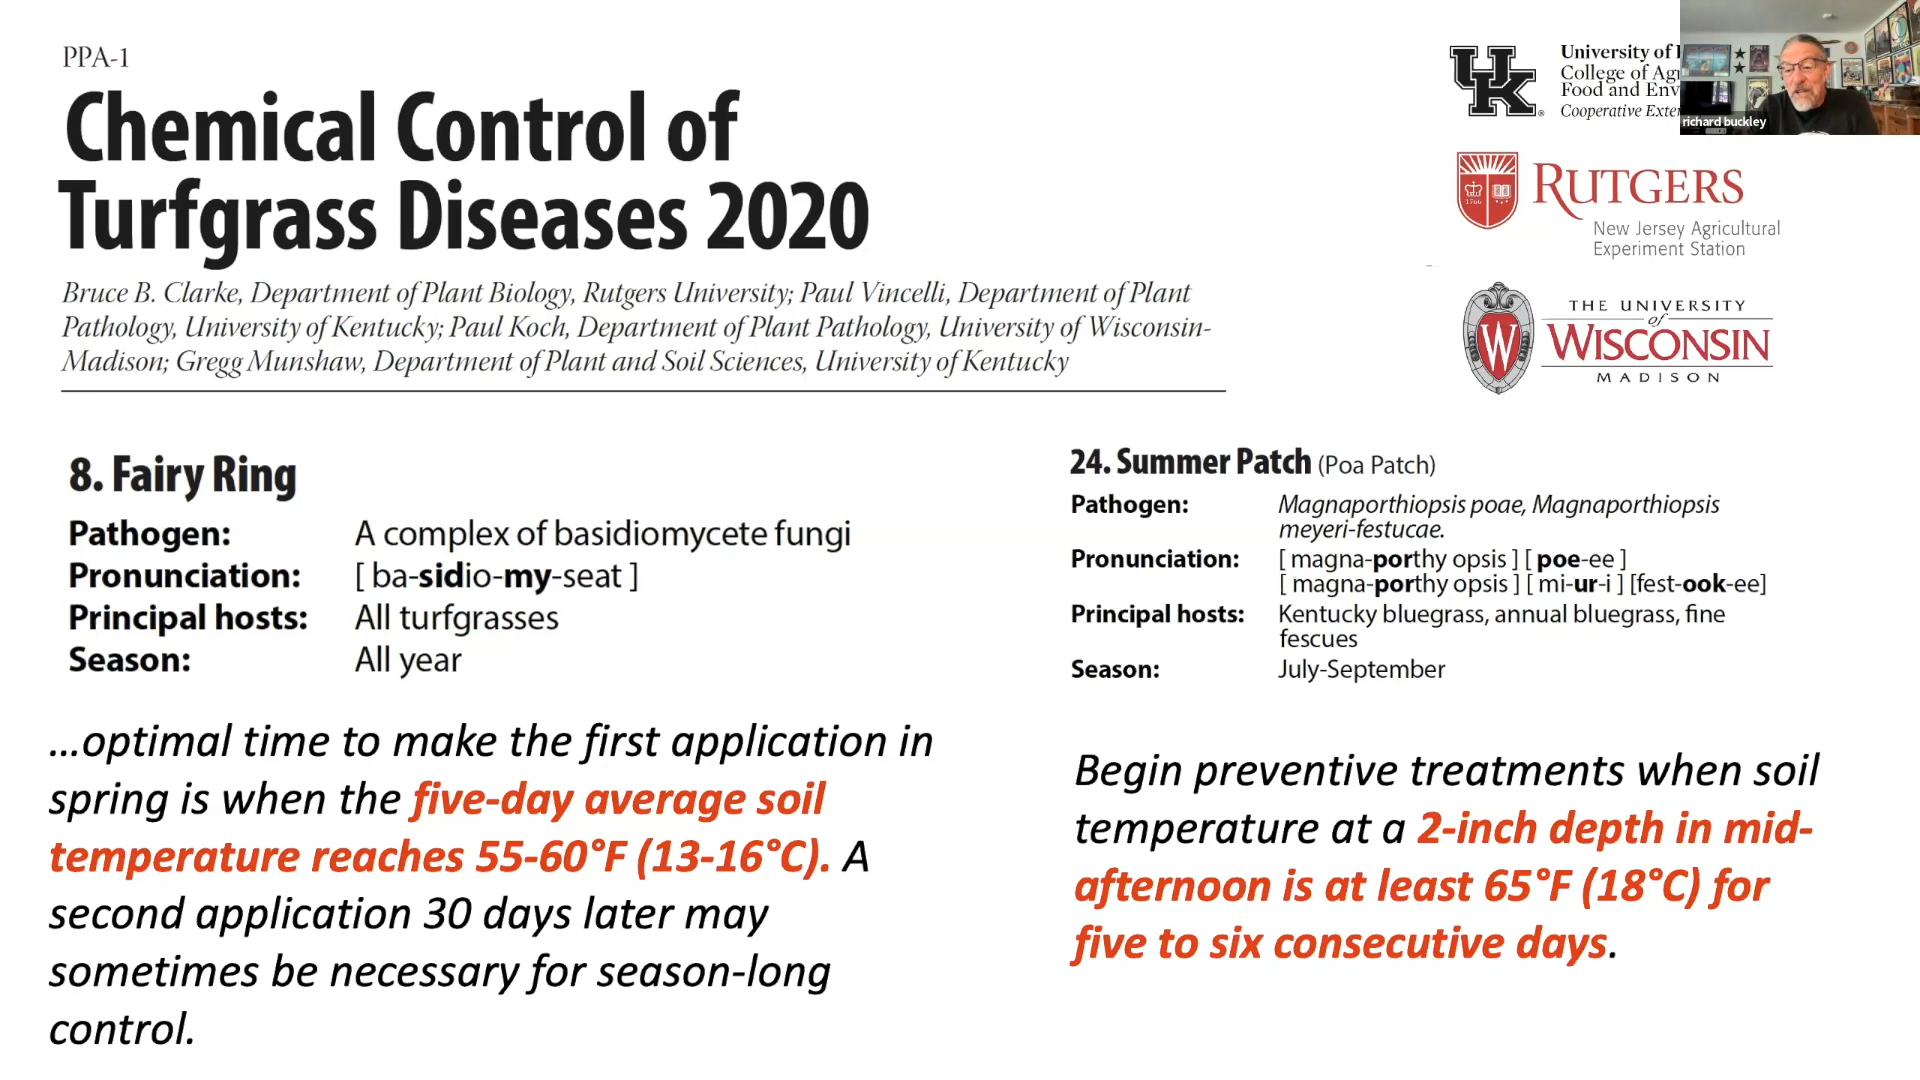 PPA-1
Chemical Control of
Turfgrass Diseases 2020
Bruce B. Clarke, Department of Plant Biology, Rutgers University; Paul Vincelli, Department of Plant
Pathology, University of Kentucky; Paul Koch, Department of Plant Pathology, University of Wisconsin-
Madison; Gregg Munshaw, Department of Plant and Soil Sciences, University of Kentucky
UK
University of
College of
Food and
Cooperative
richard buckley
1766
RUTGERS
New Jersey Agricultural
Experiment Station
W
THE UNIVERSITY
of
WISCONSIN
MADISON
8. Fairy Ring
Pathogen: A complex of basidiomycete fungi
Pronunciation: [ ba-sidio-my-seat ]
Principal hosts: All turfgrasses
Season: All year
...optimal time to make the first application in
spring is when the five-day average soil
temperature reaches 55-60°F (13-16°C). A
second application 30 days later may
sometimes be necessary for season-long
control.
24. Summer Patch (Poa Patch)
Pathogen: Magnaporthiopsis poae, Magnaporthiopsis
meyeri-festucae.
Pronunciation: [ magna-porthy opsis ] [ poe-ee ]
[ magna-porthy opsis ] [ mi-ur-i ] [fest-ook-ee]
Principal hosts: Kentucky bluegrass, annual bluegrass, fine
fescues
Season: July-September
Begin preventive treatments when soil
temperature at a 2-inch depth in mid-
afternoon is at least 65°F (18°C) for
five to six consecutive days.